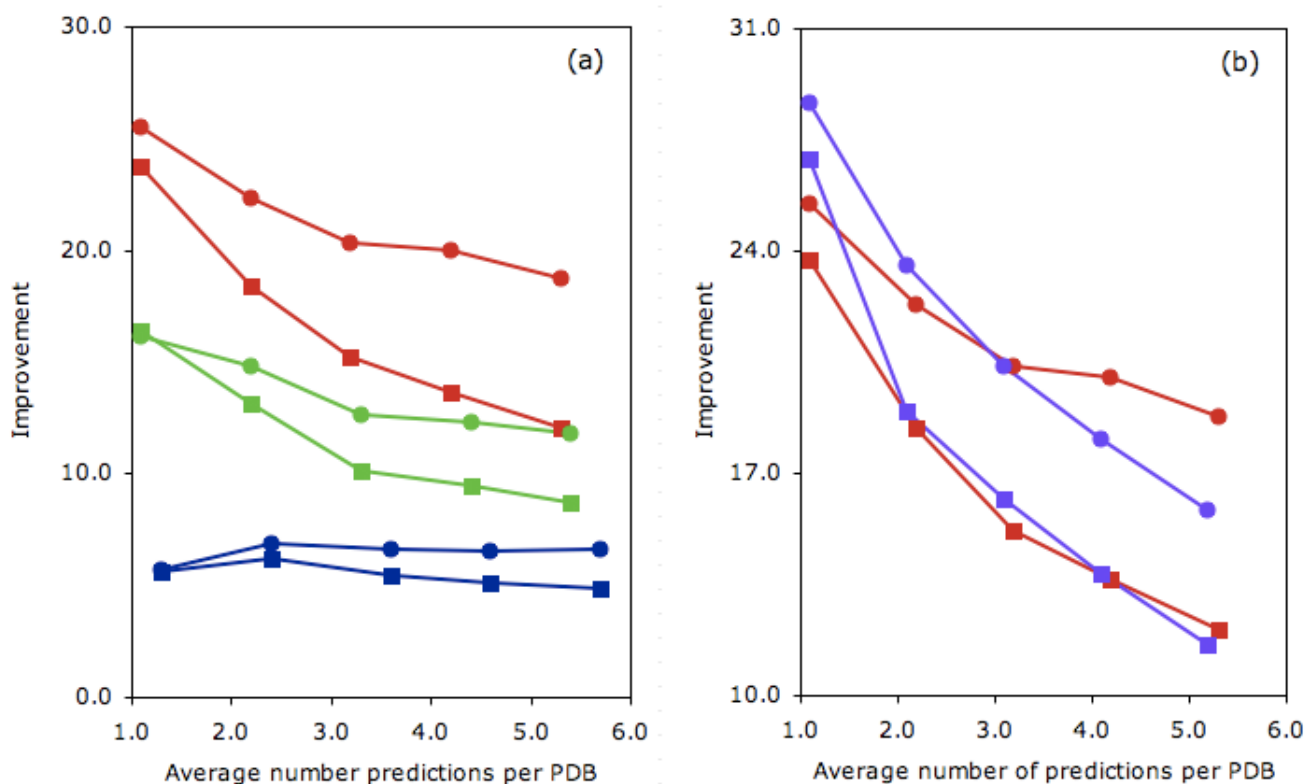 30.0
(a)
20.0
10.0
0.0
Improvement
1.0 2.0 3.0 4.0 5.0 6.0
Average number predictions per PDB
31.0
(b)
24.0
17.0
10.0
Improvement
1.0 2.0 3.0 4.0 5.0 6.0
Average number of predictions per PDB